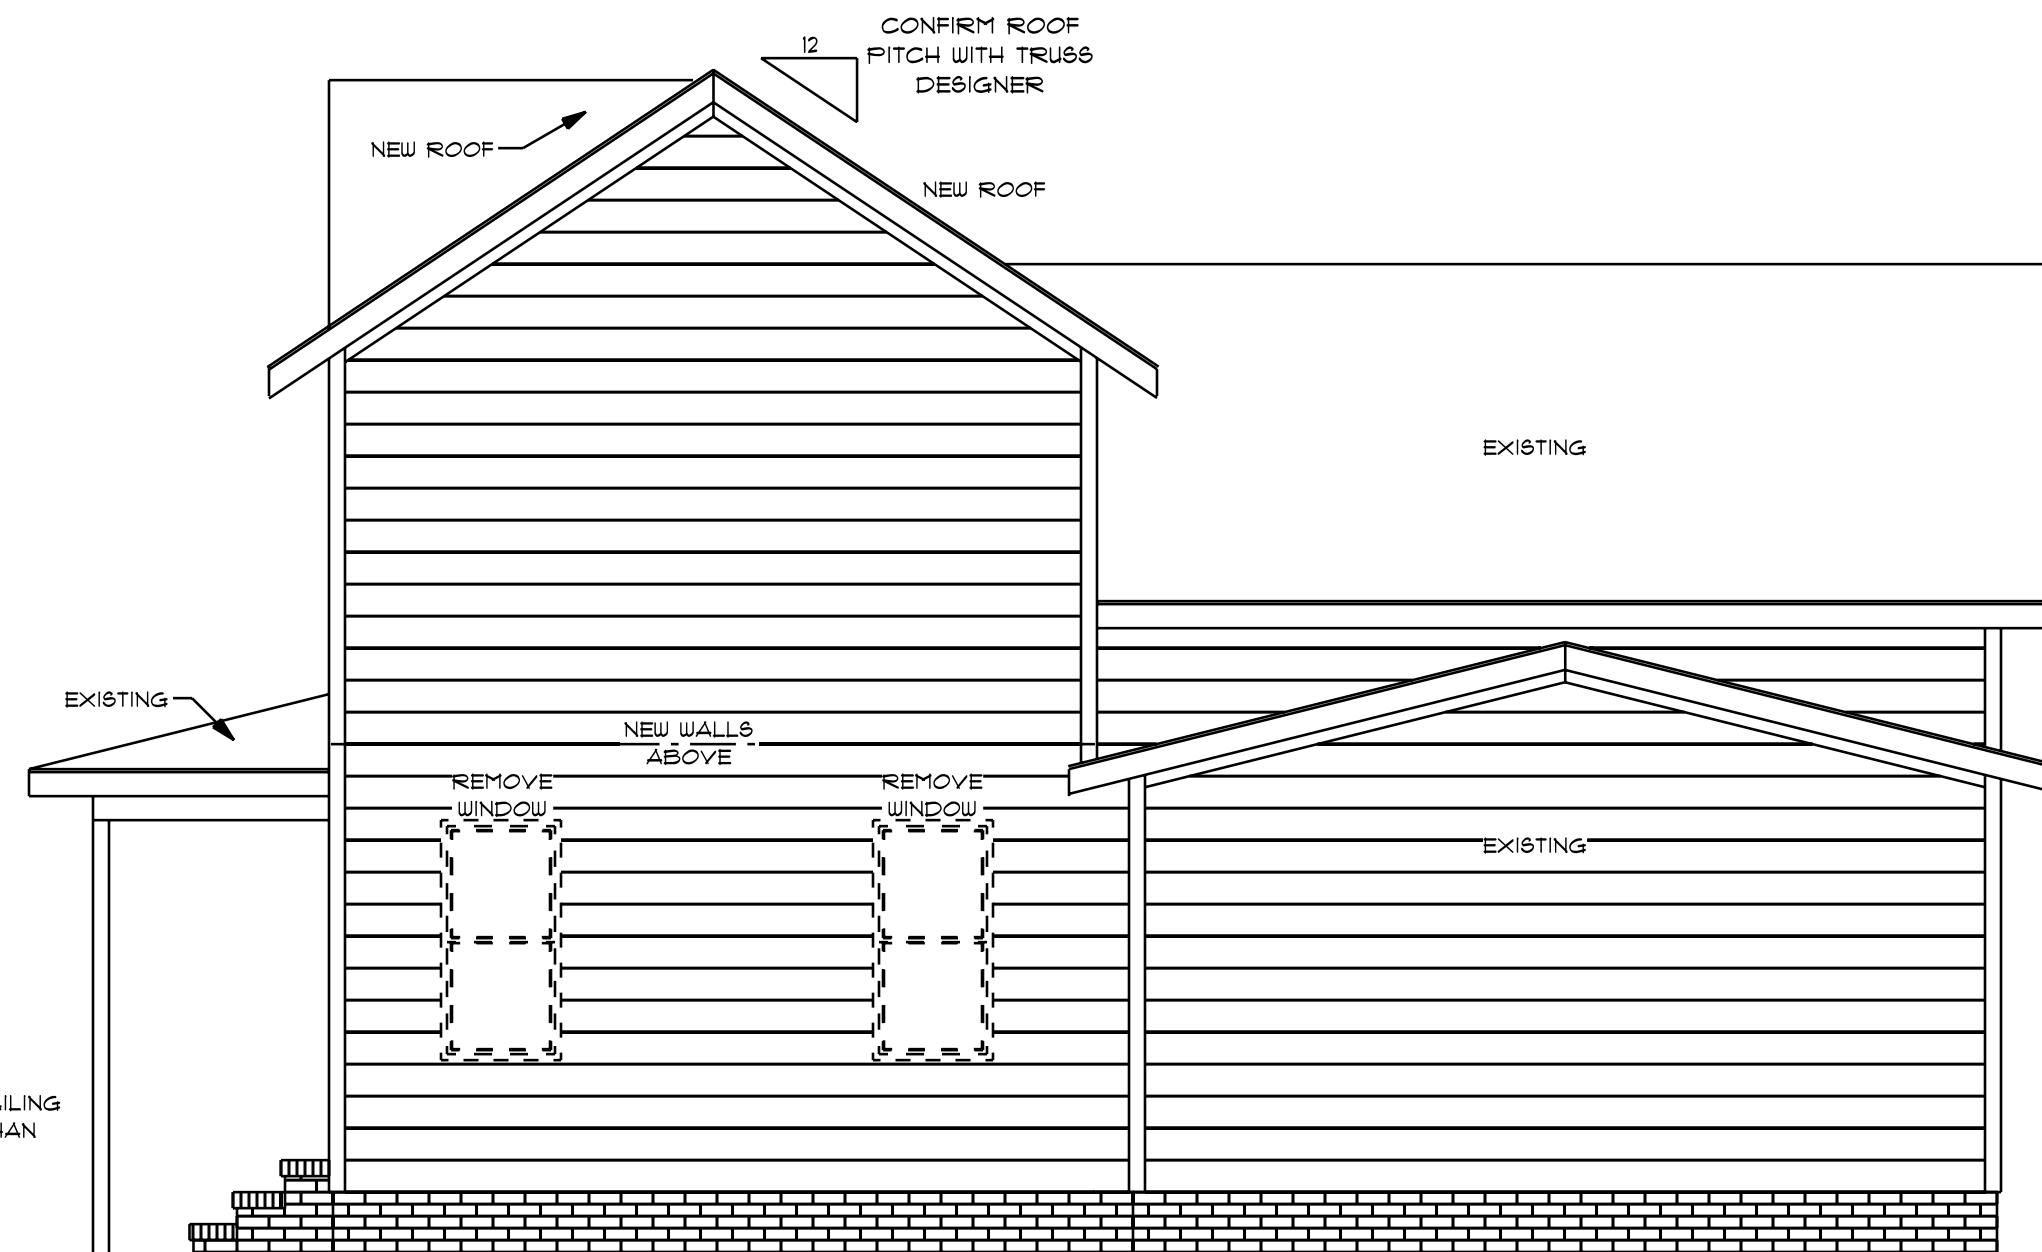 CONFIRM ROOF
PITCH WITH TRUSS
DESIGNER
12
NEW ROOF
NEW ROOF
EXISTING
EXISTING
NEW WALLS
ABOVE
REMOVE
WINDOW
REMOVE
WINDOW
EXISTING